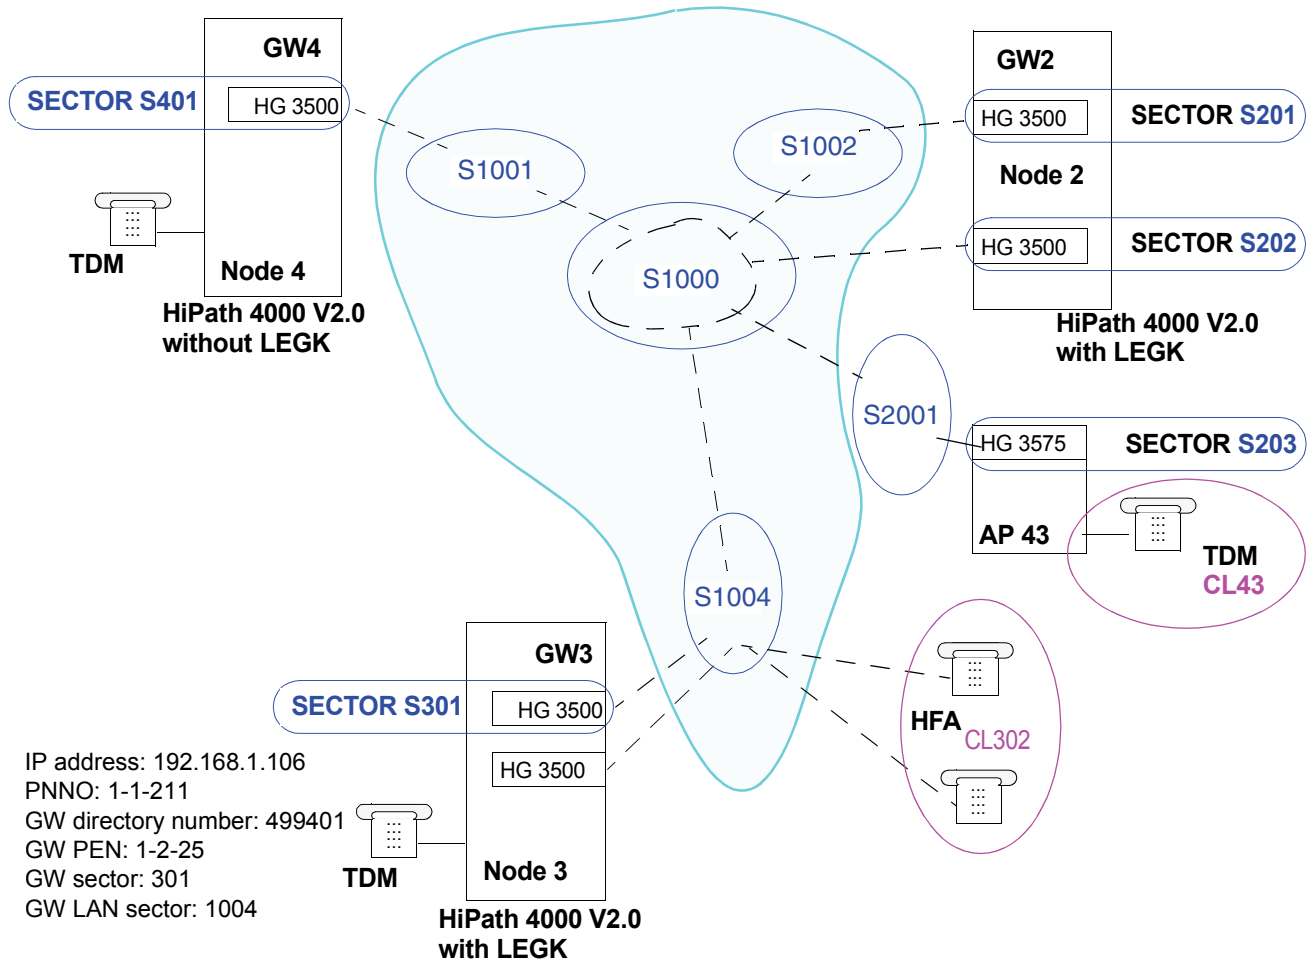 GW4
SECTOR S401
HG 3500
TDM
Node 4
HiPath 4000 V2.0
without LEGK
S1001
S1002
S1000
S2001
S1004
GW2
HG 3500
SECTOR S201
Node 2
HG 3500
SECTOR S202
HiPath 4000 V2.0
with LEGK
HG 3575
SECTOR S203
AP 43
TDM
CL43
HFA
CL302
GW3
SECTOR S301
HG 3500
HG 3500
IP address: 192.168.1.106
PNNO: 1-1-211
GW directory number: 499401
GW PEN: 1-2-25
GW sector: 301
GW LAN sector: 1004
TDM
Node 3
HiPath 4000 V2.0
with LEGK